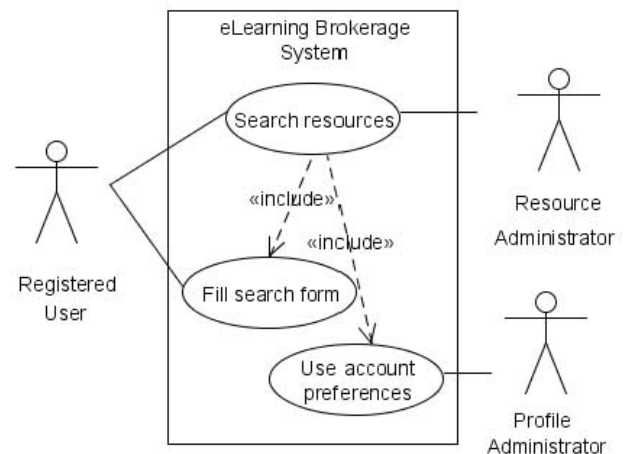 eLearning Brokerage
System
Search resources
«include»
«include»
Fill search form
Use account
preferences
Registered
User
Resource
Administrator
Profile
Administrator